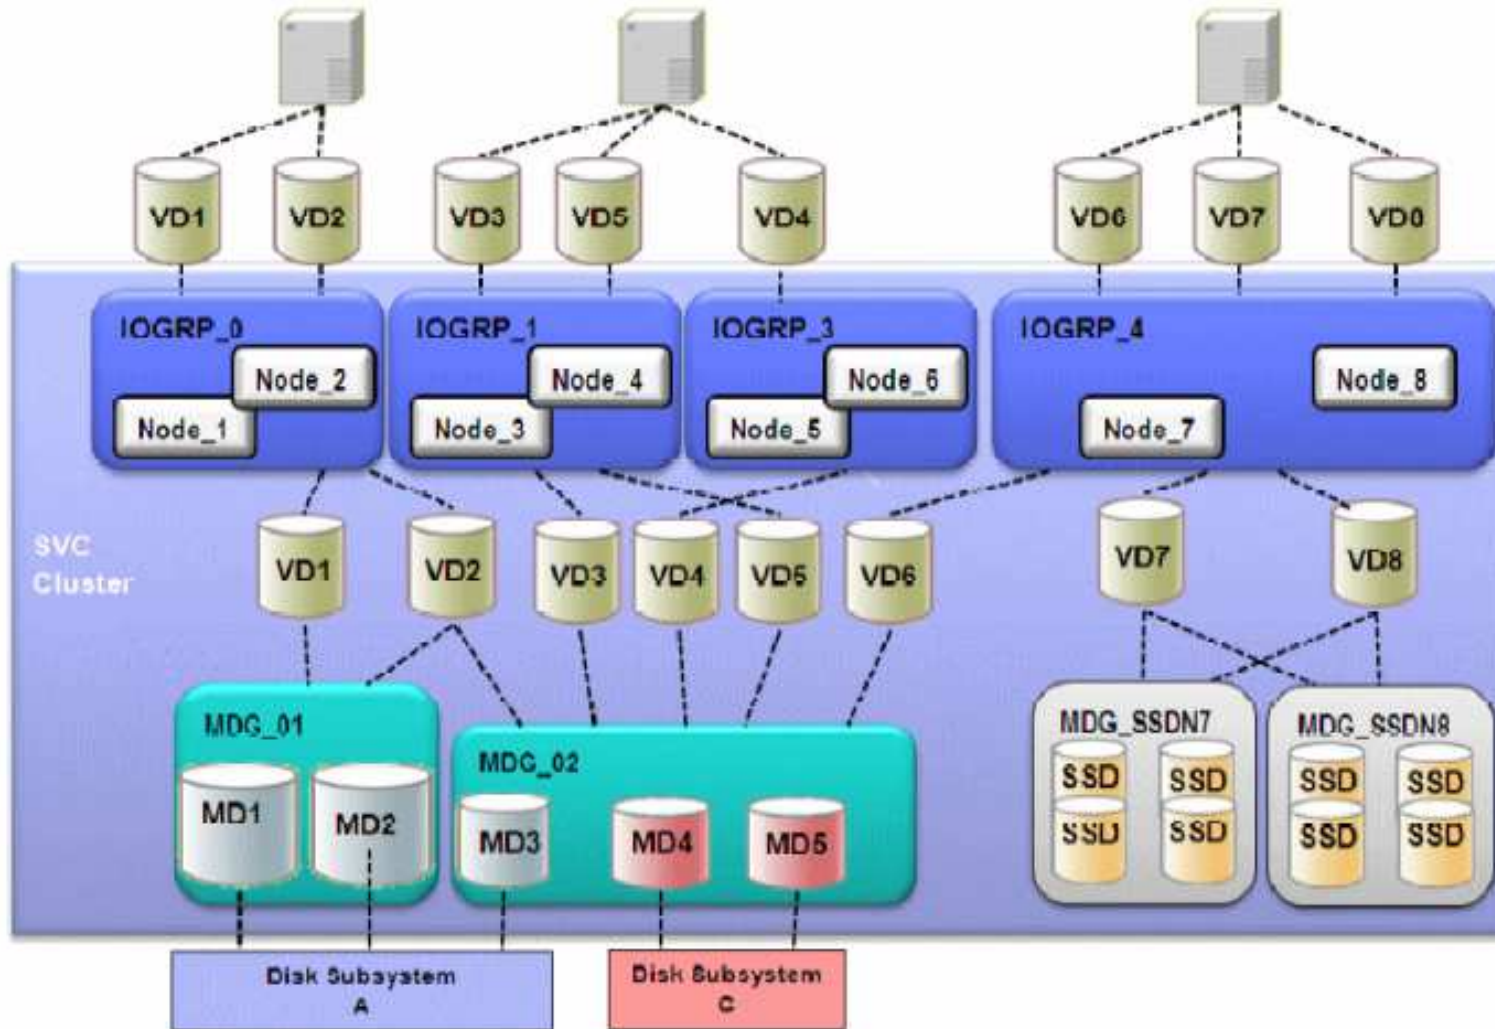 VD1
VD2
VD3
VD5
VD4
VD6
VD7
VD8
IOGRP_0
IOGRP_1
IOGRP_3
IOGRP_4
Node_2
Node_4
Node_6
Node_8
Node_1
Node_3
Node_5
Node_7
SVC
Cluster
VD1
VD2
VD3
VD4
VD5
VD6
VD7
VD8
MDG_01
MDG_02
MDG_SSDN7
MDG_SSDN8
MD1
MD2
MD3
MD4
MD5
SSD
SSD
SSD
SSD
SSD
SSD
SSD
SSD
Disk Subsystem
A
Disk Subsystem
C